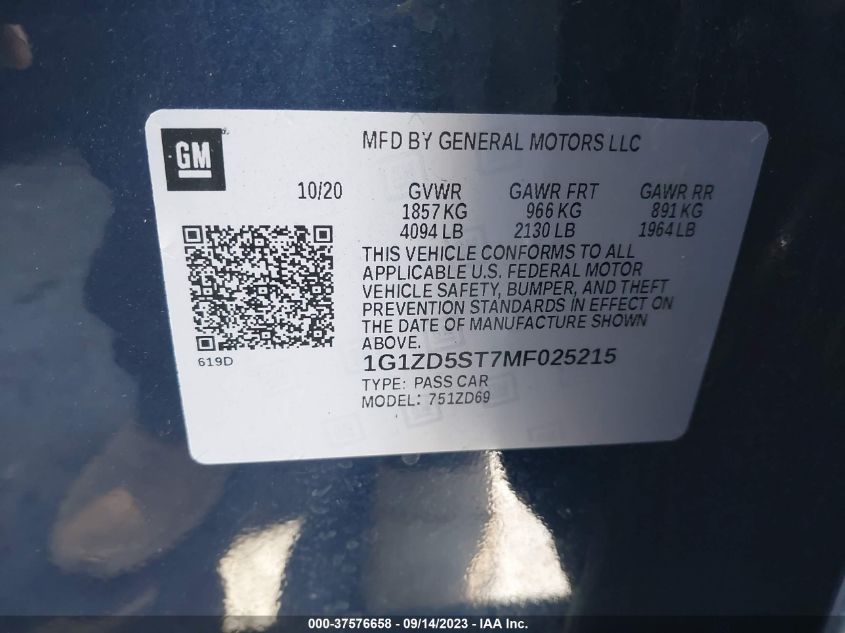 GM
MFD BY GENERAL MOTORS LLC
10/20 GVWR GAWR FRT GAWR RR
1857 KG 966 KG 891 KG
4094 LB 2130 LB 1964 LB
THIS VEHICLE CONFORMS TO ALL
APPLICABLE U.S. FEDERAL MOTOR
VEHICLE SAFETY, BUMPER, AND THEFT
PREVENTION STANDARDS IN EFFECT ON
THE DATE OF MANUFACTURE SHOWN
ABOVE.
619D
1G1ZD5ST7MF025215
TYPE: PASS CAR
MODEL: 751ZD69
000-37576658 - 09/14/2023 - IAA Inc.